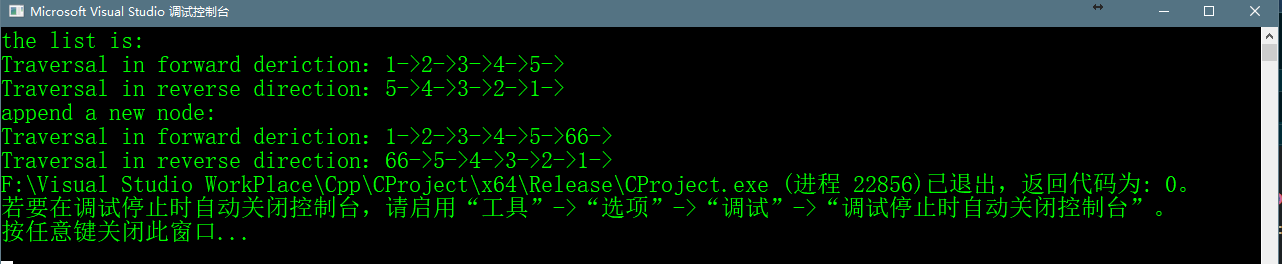 Microsoft Visual Studio 调试控制台
the list is:
Traversal in forward deriction: 1->2->3->4->5->
Traversal in reverse direction: 5->4->3->2->1->
append a new node:
Traversal in forward deriction: 1->2->3->4->5->66->
Traversal in reverse direction: 66->5->4->3->2->1->
F:\Visual Studio WorkPlace\Cpp\CProject\x64\Release\CProject.exe (进程 22856)已退出，返回代码为: 0。
若要在调试停止时自动关闭控制台，请启用“工具”->“选项”->“调试”->“调试停止时自动关闭控制台”。
按任意键关闭此窗口...